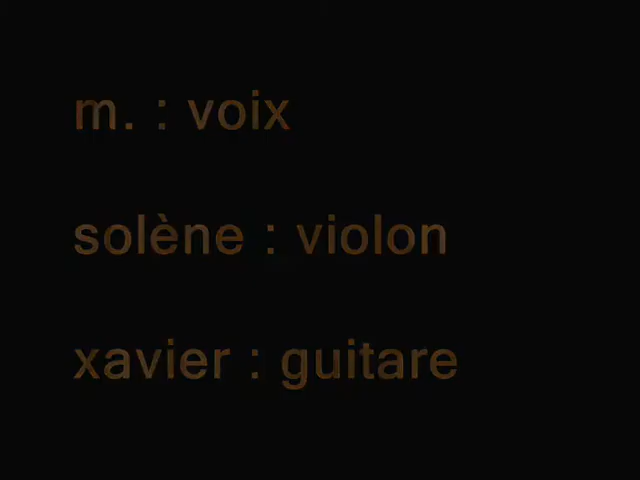 m. : voix
solène : violon
xavier : guitare